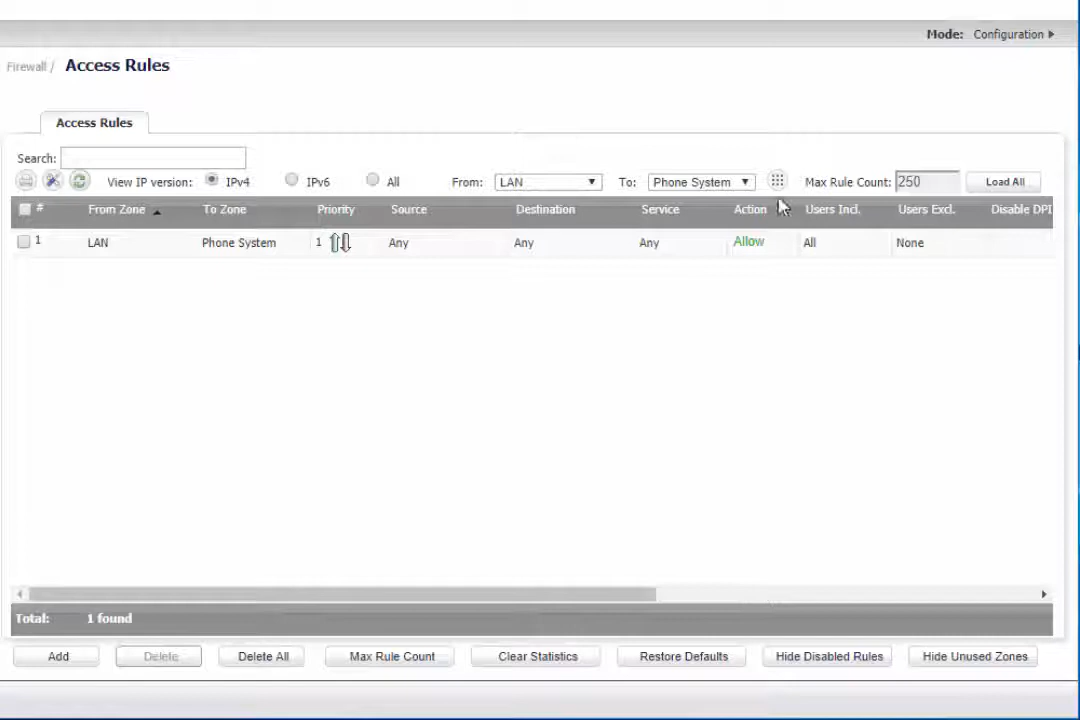 Mode: Configuration
Firewall / Access Rules
Access Rules
Search:
View IP version: IPv4 IPv6 All From: LAN To: Phone System Max Rule Count: 250 Load All
# From Zone To Zone Priority Source Destination Service Action Users Incl. Users Excl. Disable DPI
1 LAN Phone System 1 Any Any Any Allow All None
Total: 1 found
Add Delete Delete All Max Rule Count Clear Statistics Restore Defaults Hide Disabled Rules Hide Unused Zones